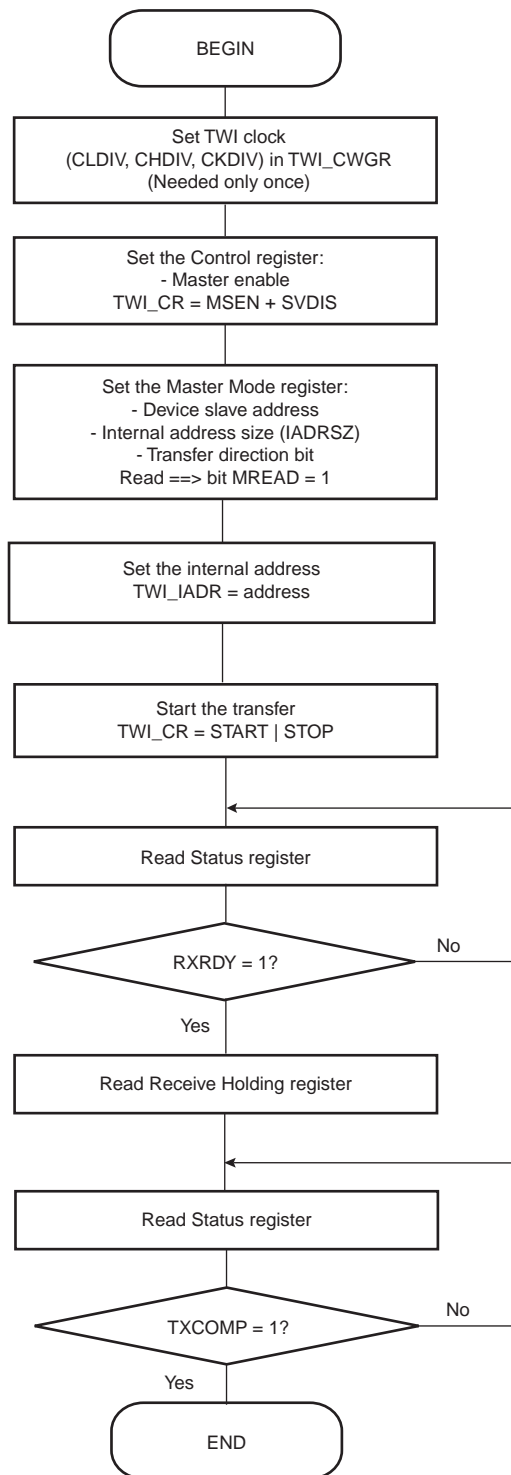 BEGIN
Set TWI clock
(CLDIV, CHDIV, CKDIV) in TWI_CWGR
(Needed only once)
Set the Control register:
- Master enable
TWI_CR = MSEN + SVDIS
Set the Master Mode register:
- Device slave address
- Internal address size (IADRSZ)
- Transfer direction bit
Read ==> bit MREAD = 1
Set the internal address
TWI_IADR = address
Start the transfer
TWI_CR = START | STOP
Read Status register
RXRDY = 1?
No
Yes
Read Receive Holding register
Read Status register
TXCOMP = 1?
No
Yes
END